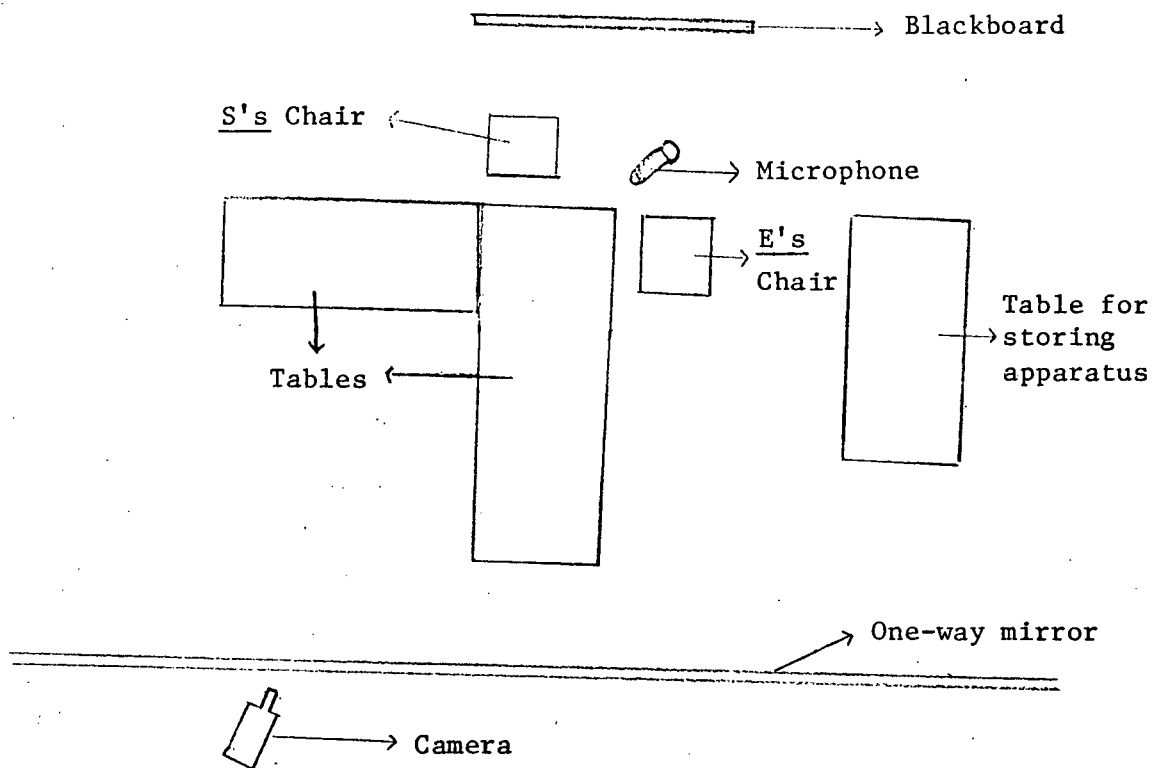 Blackboard
S's Chair
Microphone
E's
Chair
Table for
storing
apparatus
Tables
One-way mirror
Camera